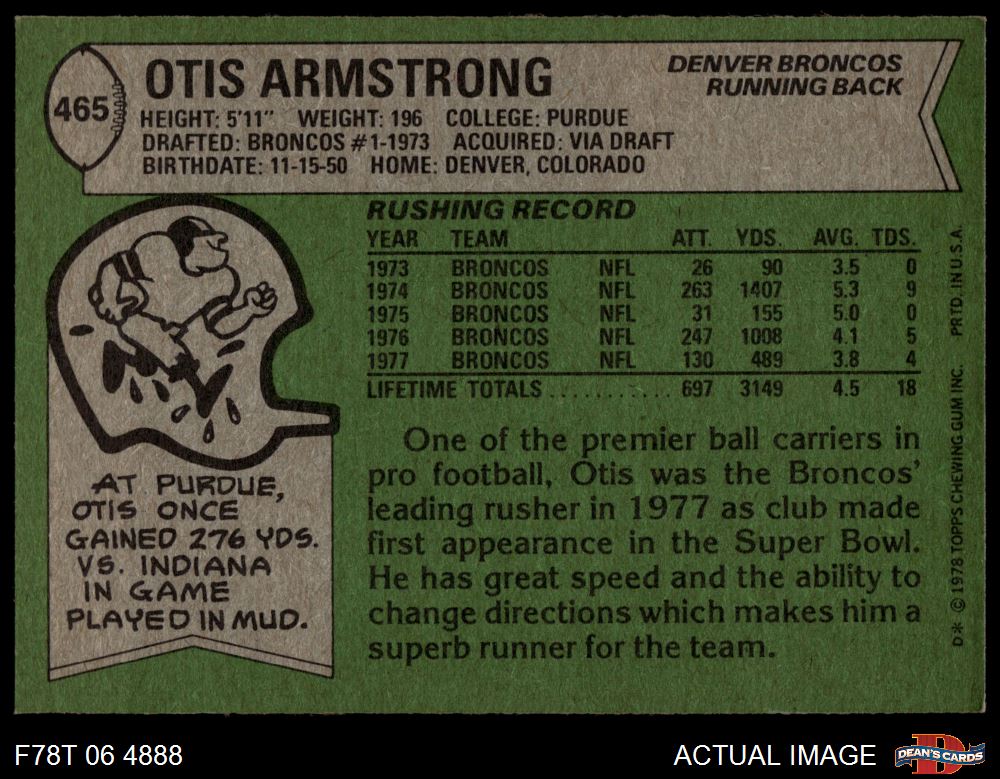 465
OTIS ARMSTRONG
DENVER BRONCOS
RUNNING BACK
HEIGHT: 5'11" WEIGHT: 196 COLLEGE: PURDUE
DRAFTED: BRONCOS #1-1973 ACQUIRED: VIA DRAFT
BIRTHDATE: 11-15-50 HOME: DENVER, COLORADO
RUSHING RECORD
YEAR TEAM ATT. YDS. AVG. TDS.
1973 BRONCOS NFL 26 90 3.5 0
1974 BRONCOS NFL 263 1407 5.3 9
1975 BRONCOS NFL 31 155 5.0 0
1976 BRONCOS NFL 247 1008 4.1 5
1977 BRONCOS NFL 130 489 3.8 4
LIFETIME TOTALS ............ 697 3149 4.5 18
One of the premier ball carriers in
pro football, Otis was the Broncos'
leading rusher in 1977 as club made
first appearance in the Super Bowl.
He has great speed and the ability to
change directions which makes him a
superb runner for the team.
AT PURDUE,
OTIS ONCE
GAINED 276 YDS.
VS. INDIANA
IN GAME
PLAYED IN MUD.
D* © 1978 TOPPS CHEWING GUM INC. PRTD. IN U.S.A.
F78T 06 4888
ACTUAL IMAGE
D
DEAN'S CARDS